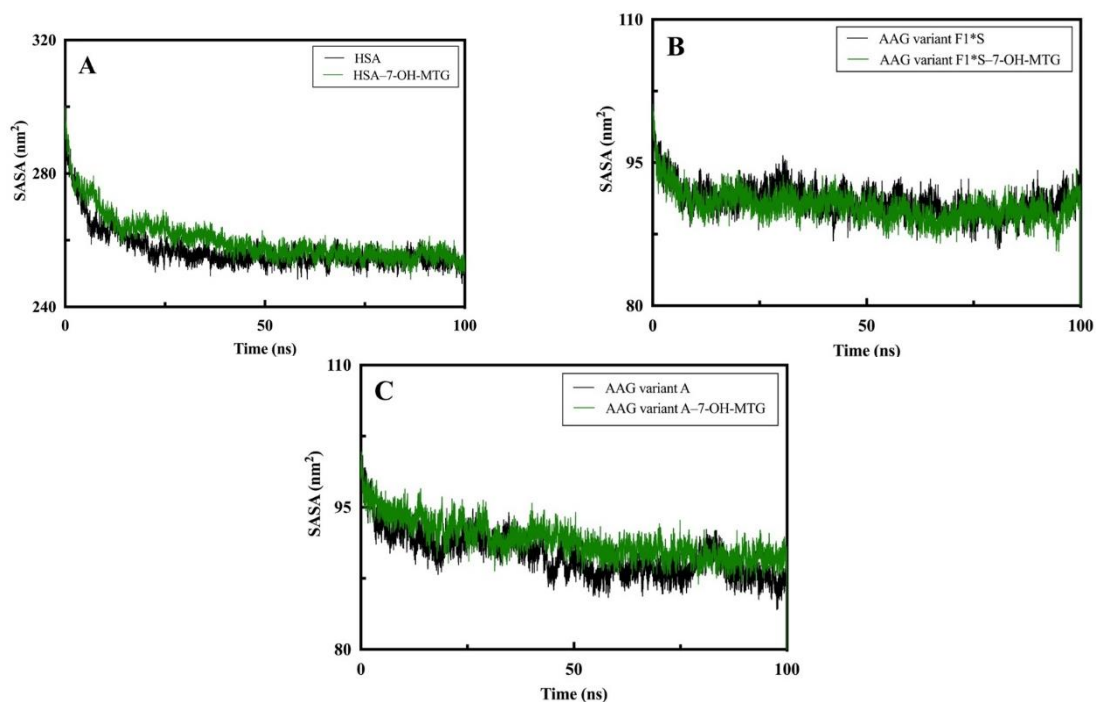 A
HSA
HSA–7-OH-MTG
320
280
240
SASA (nm²)
0
50
100
Time (ns)
B
AAG variant F1*S
AAG variant F1*S–7-OH-MTG
110
95
80
SASA (nm²)
0
50
100
Time (ns)
C
AAG variant A
AAG variant A–7-OH-MTG
110
95
80
SASA (nm²)
0
50
100
Time (ns)